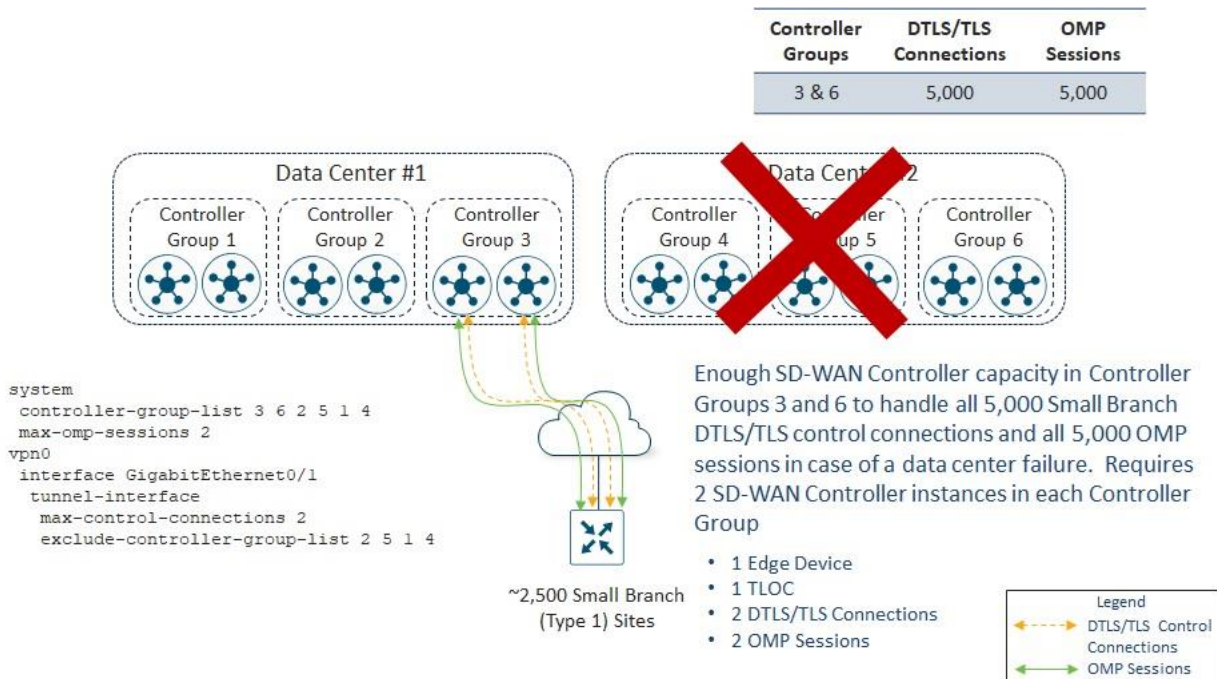 Controller DTLS/TLS OMP
Groups Connections Sessions
3 & 6 5,000 5,000
Data Center #1
Controller
Group 1
Controller
Group 2
Controller
Group 3
Data Center
2
Controller
Group 4
Controller
Group 6
system
controller-group-list 3 6 2 5 1 4
max-omp-sessions 2
vpn0
interface GigabitEthernet0/1
tunnel-interface
max-control-connections 2
exclude-controller-group-list 2 5 1 4
~2,500 Small Branch
(Type 1) Sites
Enough SD-WAN Controller capacity in Controller
Groups 3 and 6 to handle all 5,000 Small Branch
DTLS/TLS control connections and all 5,000 OMP
sessions in case of a data center failure.  Requires
2 SD-WAN Controller instances in each Controller
Group
• 1 Edge Device
• 1 TLOC
• 2 DTLS/TLS Connections
• 2 OMP Sessions
Legend
DTLS/TLS Control
Connections
OMP Sessions